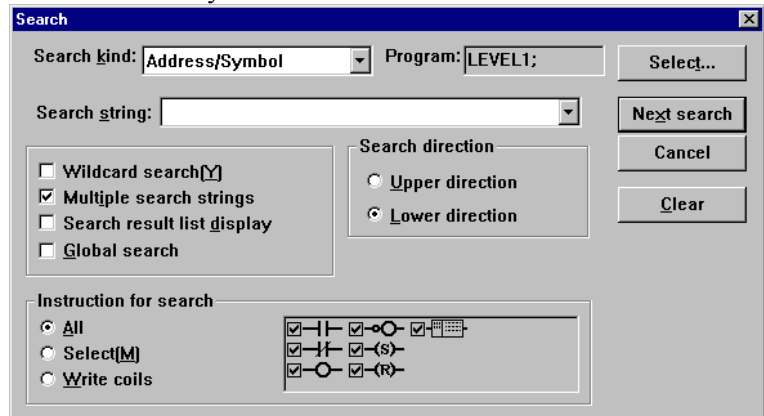 Search
Search kind: Address/Symbol Program: LEVEL1; Select...
Search string: Next search
Cancel
Clear
Wildcard search(Y)
Multiple search strings
Search result list display
Global search
Search direction
Upper direction
Lower direction
Instruction for search
All
Select(M)
Write coils
(S)
(R)